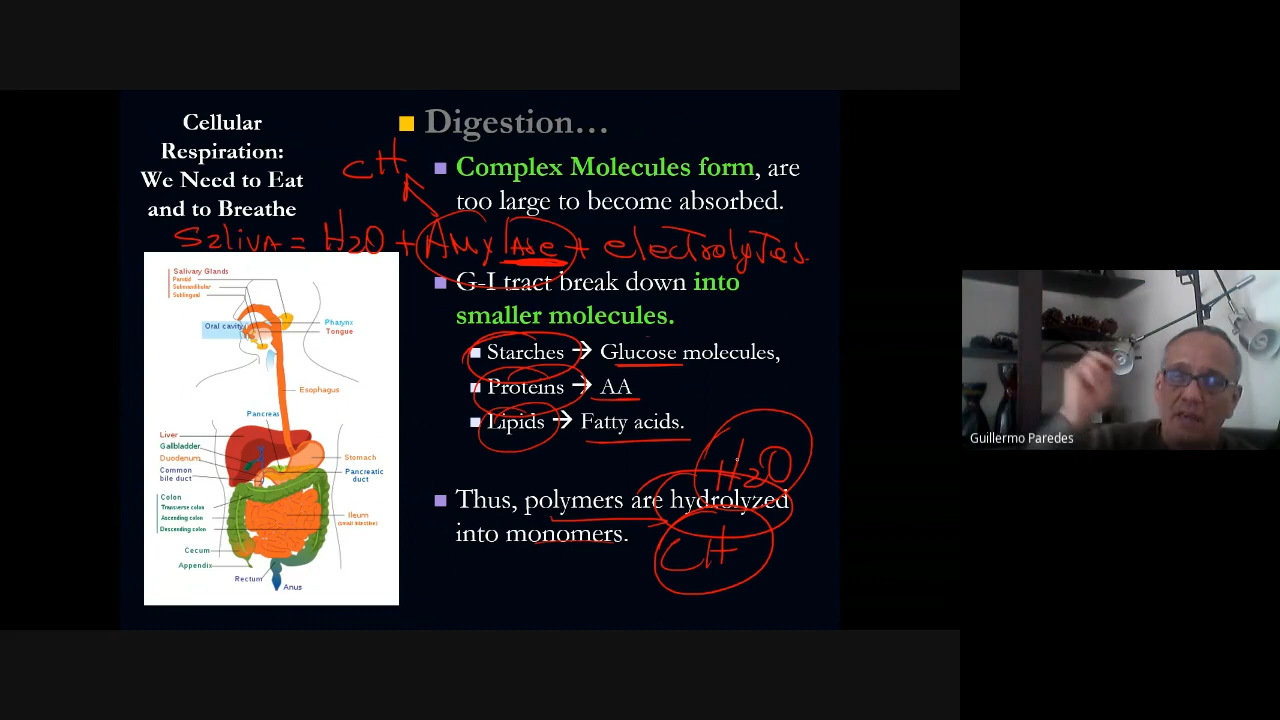 Cellular
Respiration:
We Need to Eat
and to Breathe
Digestion…
CH
Complex Molecules form, are
too large to become absorbed.
SaliVA = H2O + AMYlAse + electrolytes.
G-I tract break down into
smaller molecules.
Starches → Glucose molecules,
Proteins → AA
Lipids → Fatty acids.
H2O
Thus, polymers are hydrolyzed
into monomers.
CH
Salivary Glands
Parotid
Submandibular
Sublingual
Oral cavity
Pharynx
Tongue
Esophagus
Pancreas
Liver
Gallbladder
Duodenum
Common
bile duct
Stomach
Pancreatic
duct
Colon
Transverse colon
Ascending colon
Descending colon
Ileum
(small intestine)
Cecum
Appendix
Rectum
Anus
Guillermo Paredes